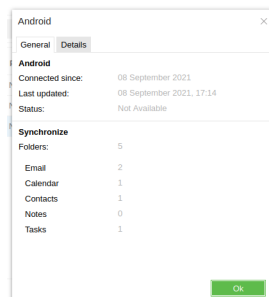 Android
General Details
Android
Connected since: 08 September 2021
Last updated: 08 September 2021, 17:14
Status: Not Available
Synchronize
Folders: 5
Email 2
Calendar 1
Contacts 1
Notes 0
Tasks 1
Ok